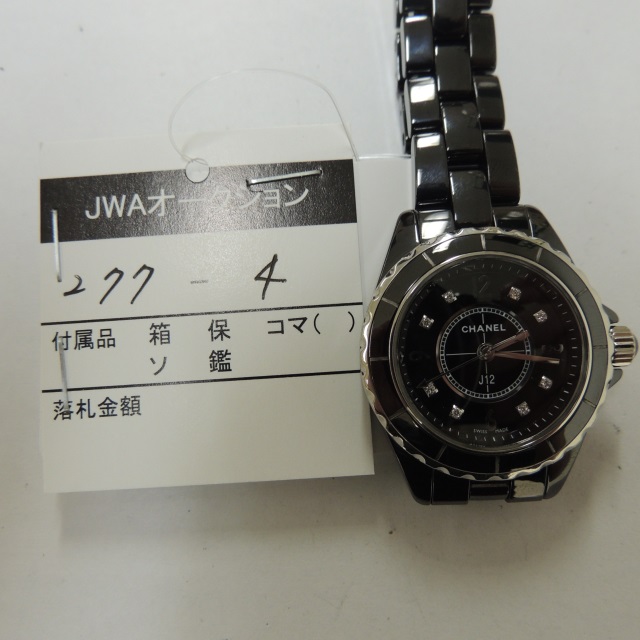 JWAオークション
277 - 4
付属品 箱 保 コマ( )
ソ 鑑
落札金額
CHANEL
J12